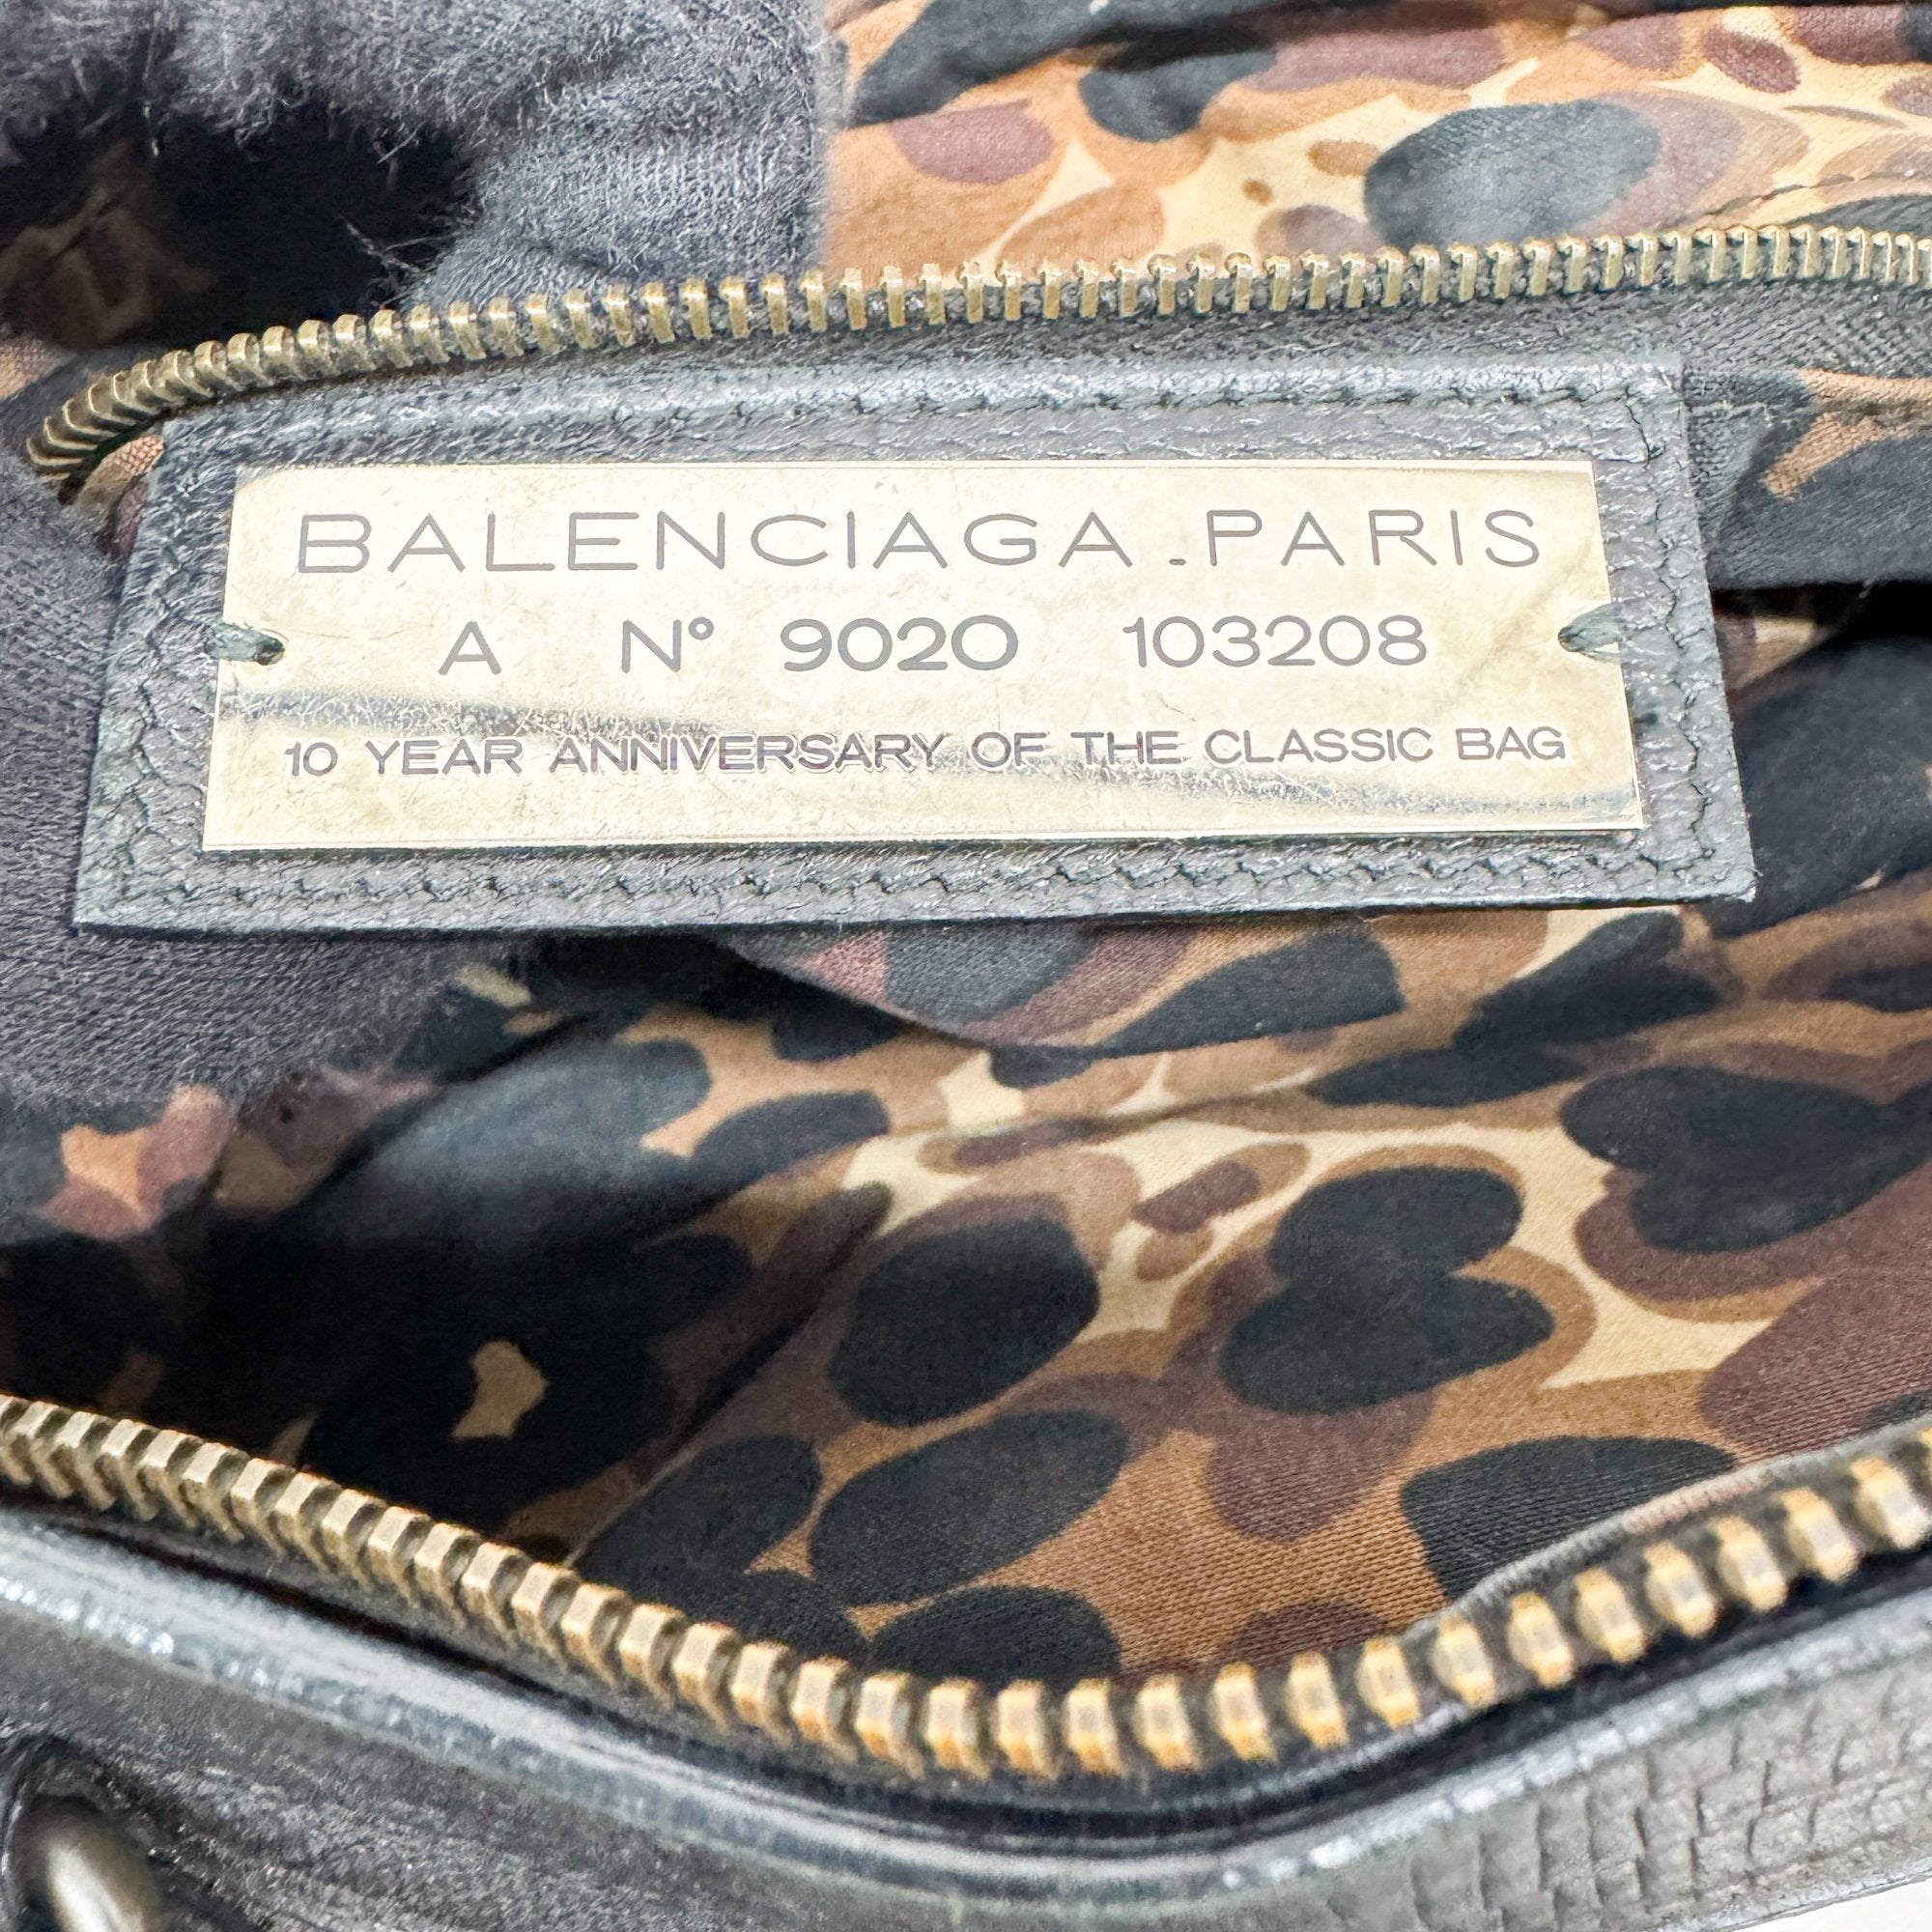 BALENCIAGA.PARIS
A N° 9020 103208
10 YEAR ANNIVERSARY OF THE CLASSIC BAG